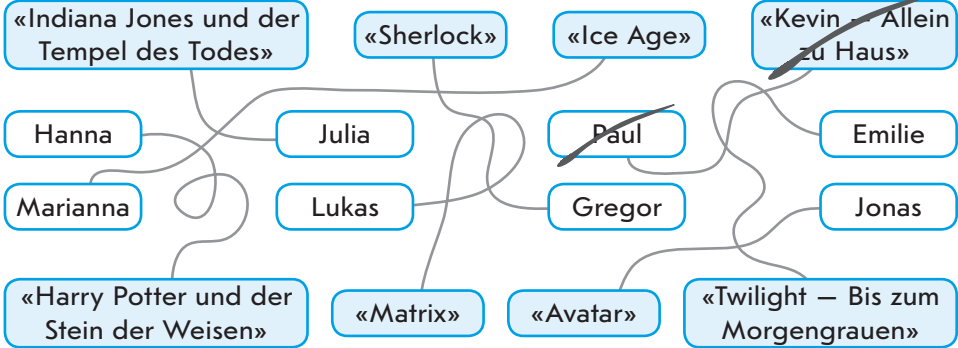 «Indiana Jones und der
Tempel des Todes»
«Sherlock»
«Ice Age»
«Kevin – Allein
zu Haus»
Hanna
Julia
Paul
Emilie
Marianna
Lukas
Gregor
Jonas
«Harry Potter und der
Stein der Weisen»
«Matrix»
«Avatar»
«Twilight – Bis zum
Morgengrauen»